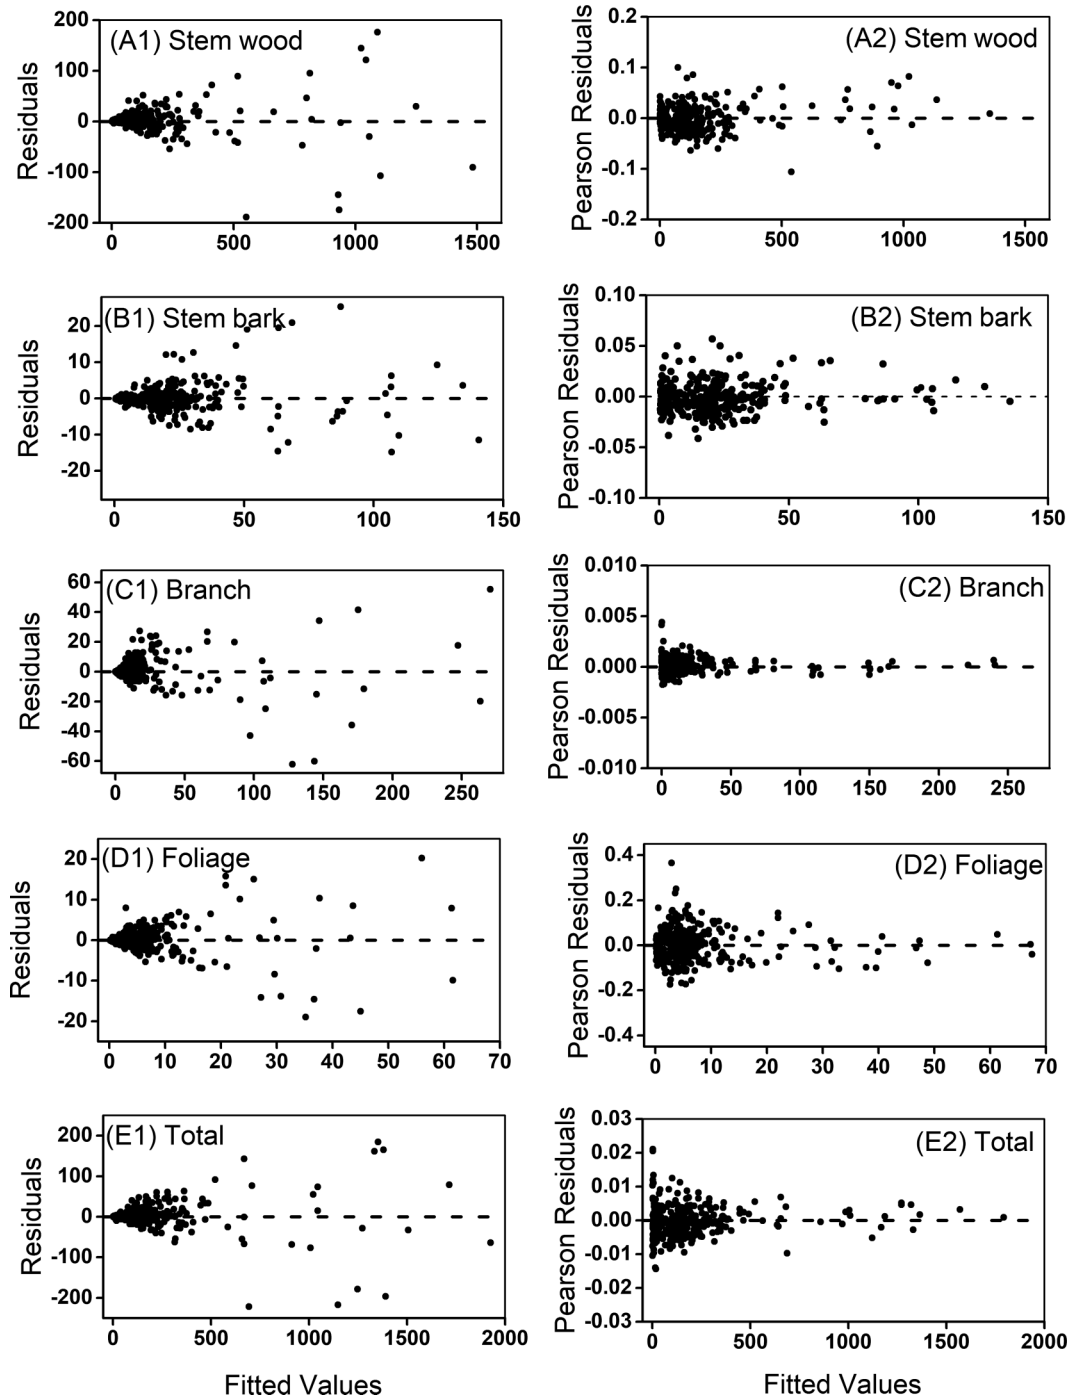 (A1) Stem wood
Residuals
200
100
0
-100
-200
0 500 1000 1500
(A2) Stem wood
Pearson Residuals
0.2
0.1
0.0
-0.1
-0.2
0 500 1000 1500
(B1) Stem bark
Residuals
20
10
0
-10
-20
0 50 100 150
(B2) Stem bark
Pearson Residuals
0.10
0.05
0.00
-0.05
-0.10
0 50 100 150
(C1) Branch
Residuals
60
40
20
0
-20
-40
-60
0 50 100 150 200 250
(C2) Branch
Pearson Residuals
0.010
0.005
0.000
-0.005
-0.010
0 50 100 150 200 250
(D1) Foliage
Residuals
20
10
0
-10
-20
0 10 20 30 40 50 60 70
(D2) Foliage
Pearson Residuals
0.4
0.2
0.0
-0.2
-0.4
0 10 20 30 40 50 60 70
(E1) Total
Residuals
200
100
0
-100
-200
0 500 1000 1500 2000
Fitted Values
(E2) Total
Pearson Residuals
0.03
0.02
0.01
0.00
-0.01
-0.02
-0.03
0 500 1000 1500 2000
Fitted Values